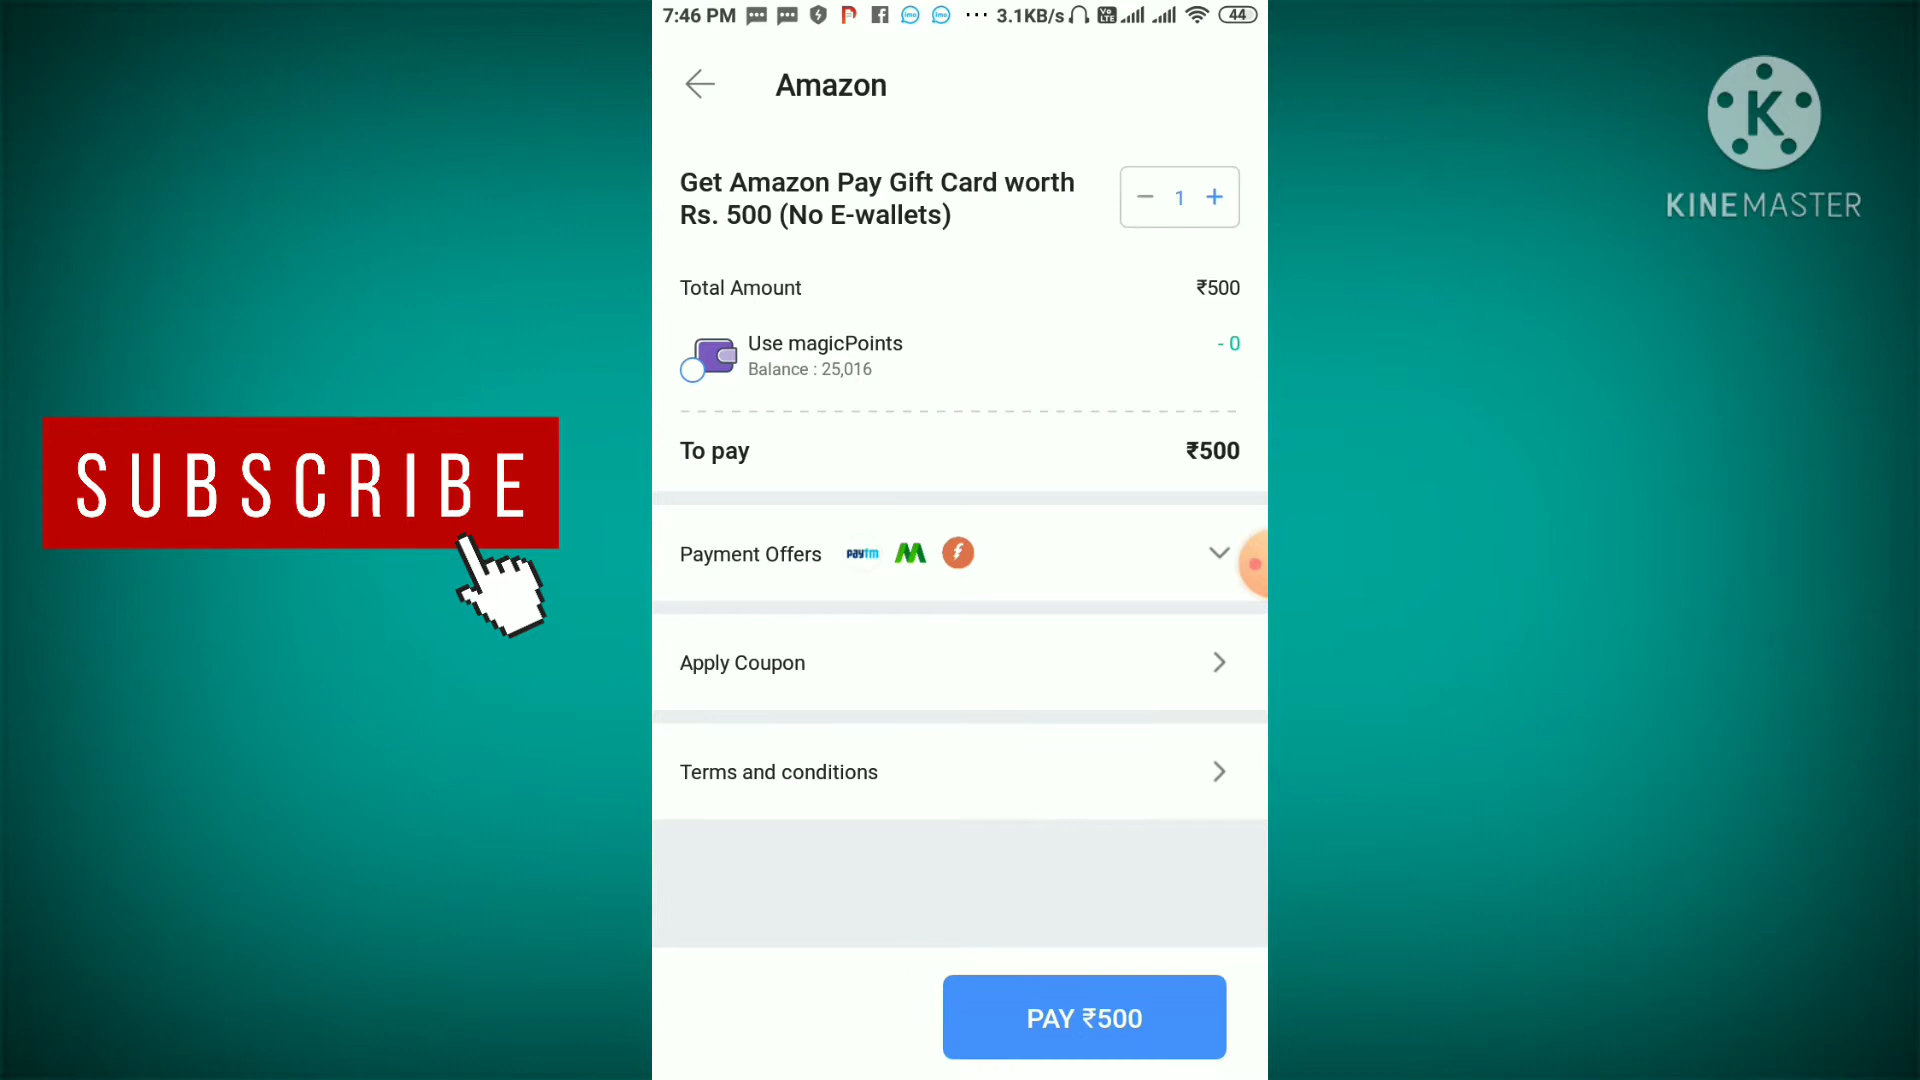 7:46 PM ... 3.1KB/s Vo LTE 44
Amazon
Get Amazon Pay Gift Card worth
Rs. 500 (No E-wallets)
− 1 +
Total Amount ₹500
Use magicPoints - 0
Balance : 25,016
To pay ₹500
Payment Offers paytm
Apply Coupon
Terms and conditions
PAY ₹500
SUBSCRIBE
K
KINEMASTER